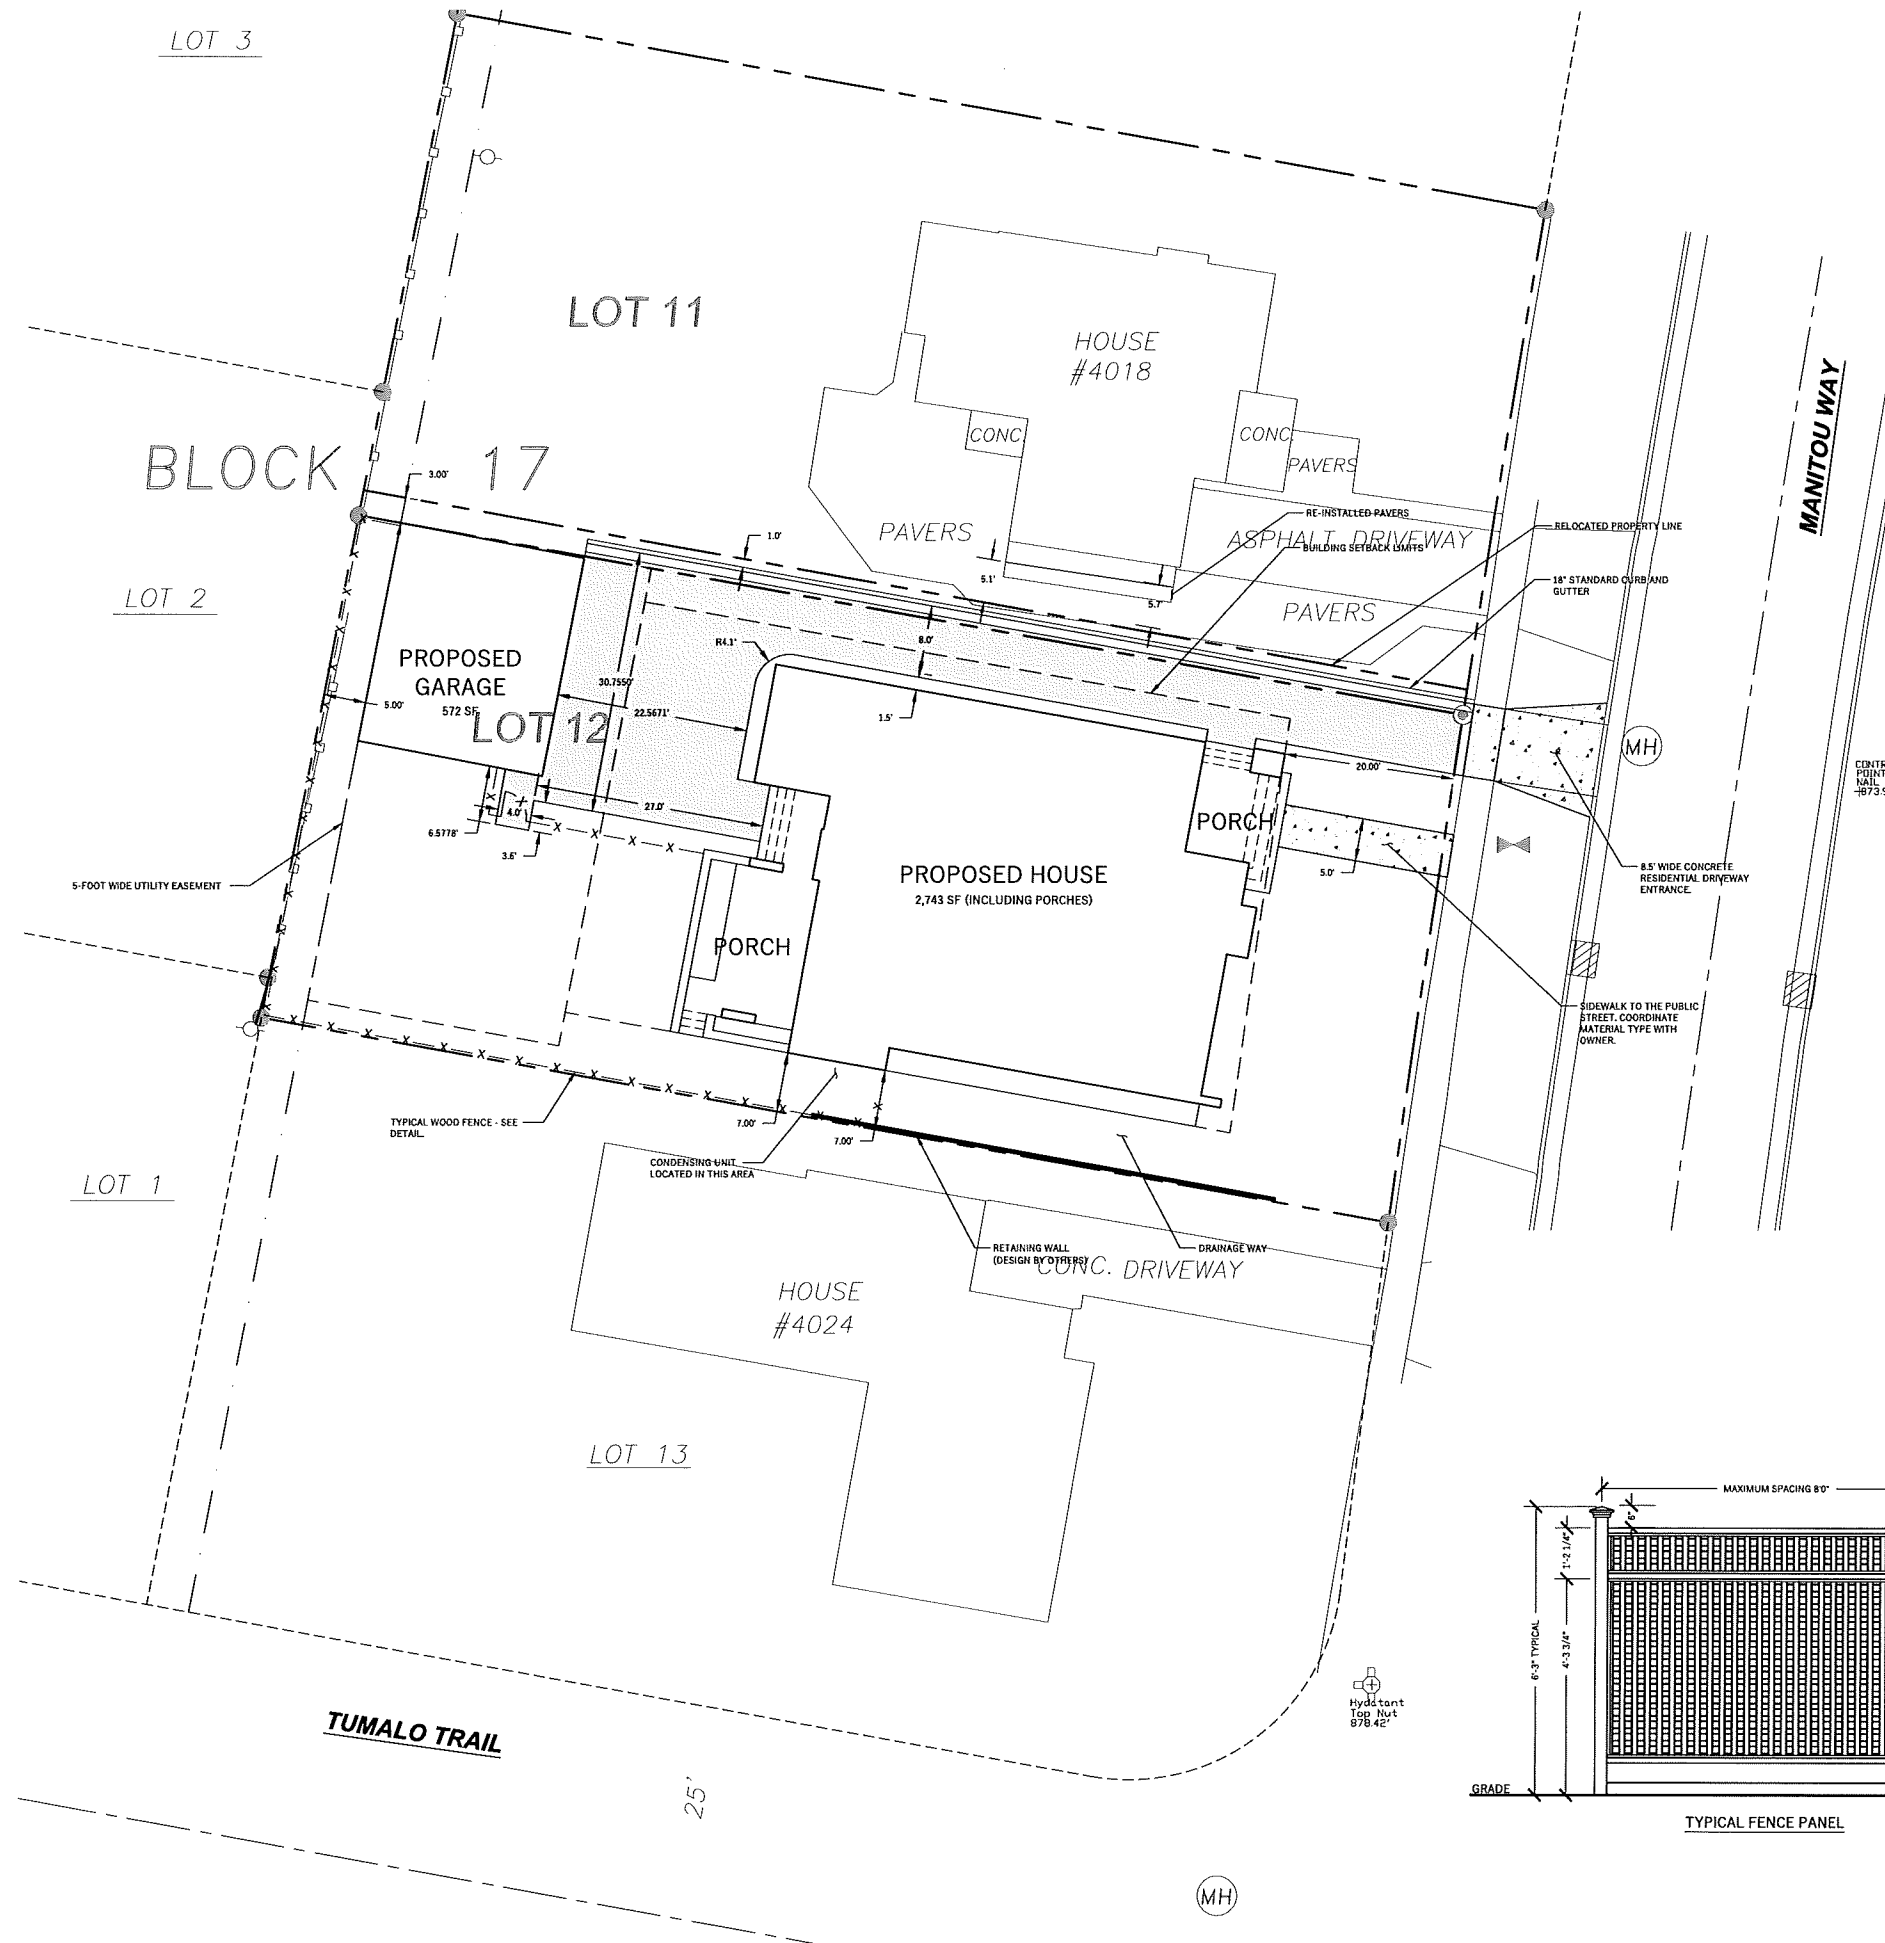 LOT 3
LOT 11
HOUSE
#4018
MANITOU WAY
CONC.
CONC.
PAVERS
BLOCK 17
3.00'
RE-INSTALLED PAVERS
RELOCATED PROPERTY LINE
PAVERS
1.0'
ASPHALT DRIVEWAY
BUILDING SETBACK LIMITS
5.1'
5.7'
18" STANDARD CURB AND
GUTTER
LOT 2
PAVERS
R4.1'
8.0'
PROPOSED
GARAGE
572 SF
30.7550'
5.00'
22.5671'
1.5'
LOT 12
MH
20.00'
CONTR
POINT
NAIL
873.9
27.0'
4.0'
6.5778'
3.6'
PORCH
5.0'
8.5' WIDE CONCRETE
RESIDENTIAL DRIVEWAY
ENTRANCE.
5-FOOT WIDE UTILITY EASEMENT
PROPOSED HOUSE
2,743 SF (INCLUDING PORCHES)
PORCH
SIDEWALK TO THE PUBLIC
STREET. COORDINATE
MATERIAL TYPE WITH
OWNER.
TYPICAL WOOD FENCE - SEE
DETAIL.
7.00'
7.00'
CONDENSING UNIT
LOCATED IN THIS AREA
LOT 1
RETAINING WALL
(DESIGN BY OTHERS)
DRAINAGE WAY
CONC. DRIVEWAY
HOUSE
#4024
LOT 13
MAXIMUM SPACING 8'0"
6"
1'-2 1/4"
6'-3" TYPICAL
4'-3 3/4"
Hydatant
Top Nut
878.42'
TUMALO TRAIL
25'
GRADE
TYPICAL FENCE PANEL
MH